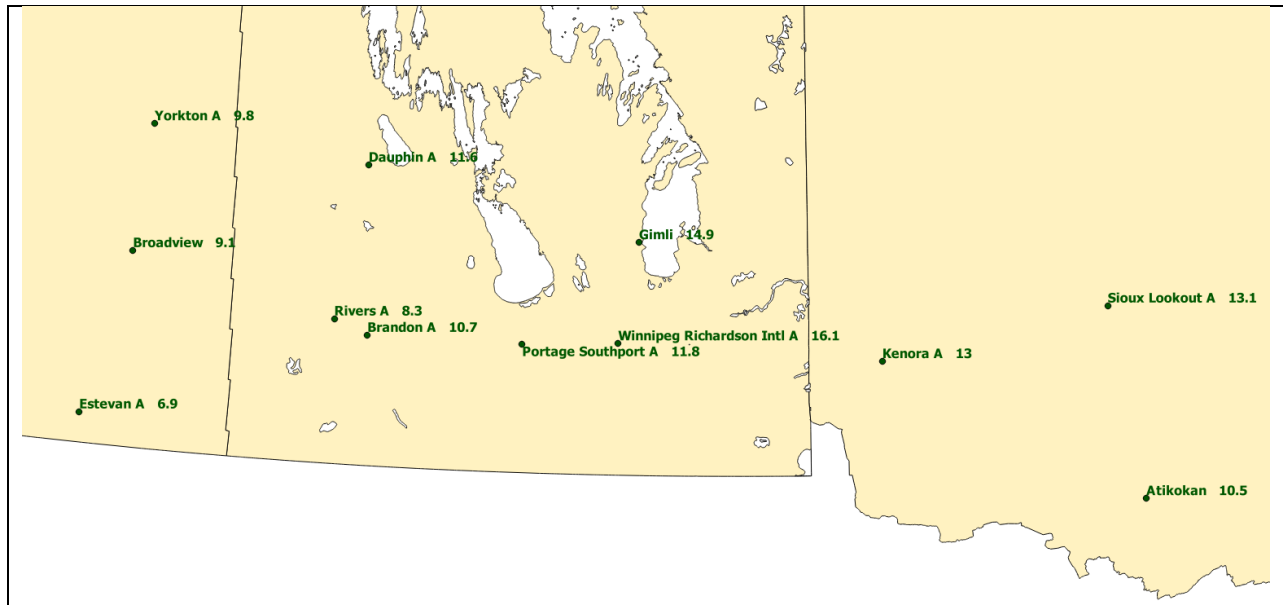 Yorkton A 9.8
Dauphin A 11.6
Gimli 14.9
Broadview 9.1
Sioux Lookout A 13.1
Rivers A 8.3
Brandon A 10.7
Winnipeg Richardson Intl A 16.1
Portage Southport A 11.8
Kenora A 13
Estevan A 6.9
Atikokan 10.5